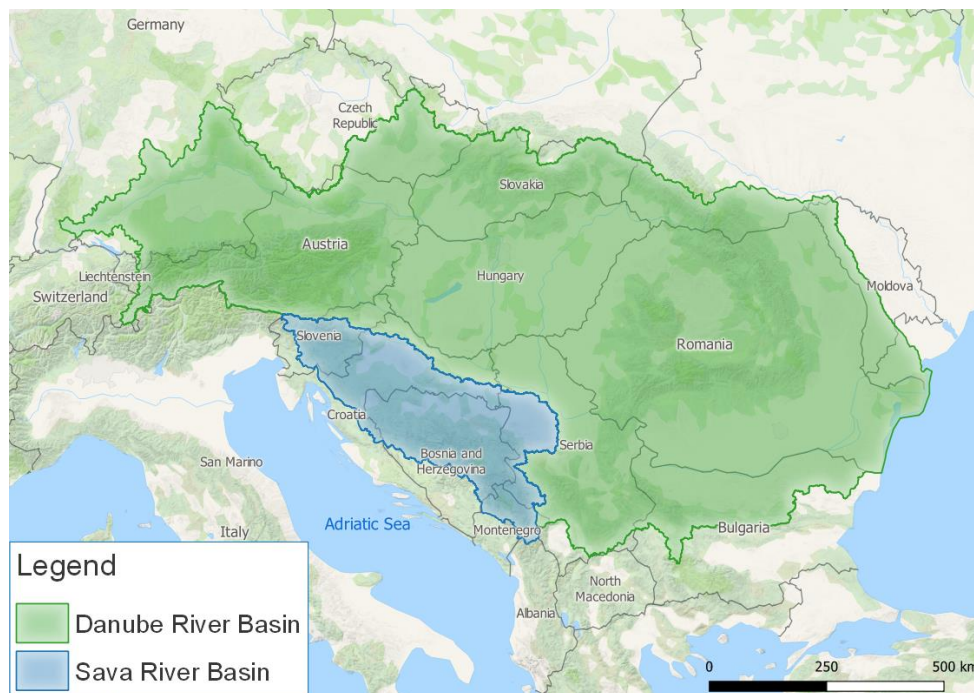 Germany
Czech
Republic
Slovakia
Austria
Liechtenstein
Switzerland
Hungary
Moldova
Slovenia
Romania
Croatia
Serbia
Bosnia and
Herzegovina
San Marino
Adriatic Sea
Montenegro
Bulgaria
Italy
North
Macedonia
Albania
Legend
Danube River Basin
Sava River Basin
0 250 500 km